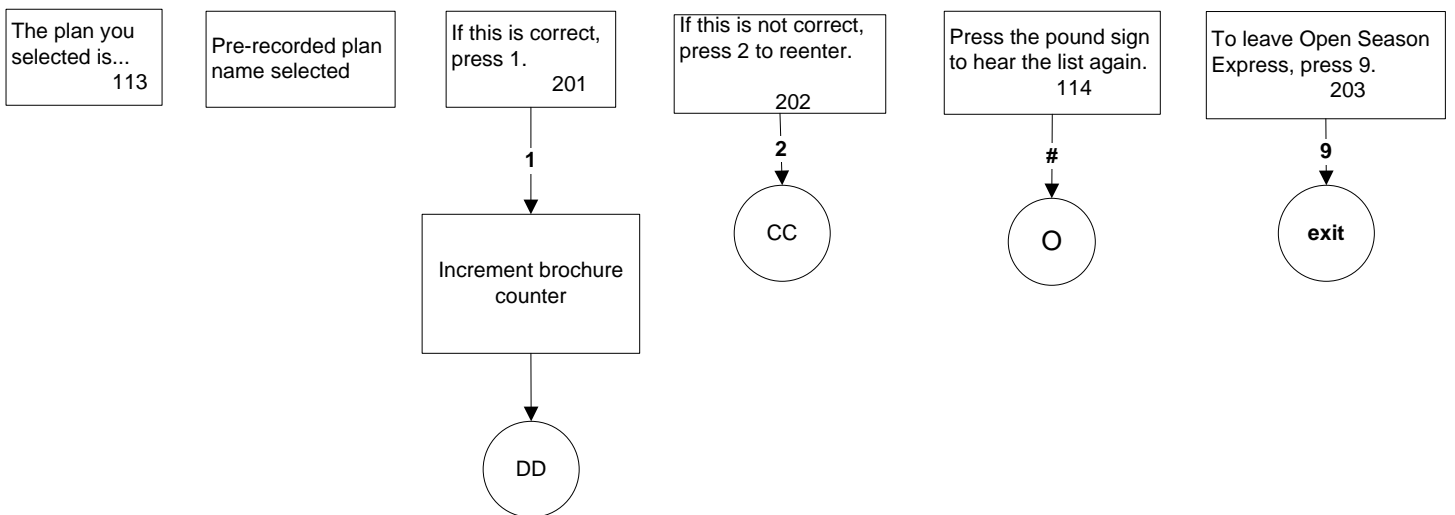 The plan you
selected is...
113
Pre-recorded plan
name selected
If this is correct,
press 1.
201
If this is not correct,
press 2 to reenter.
202
Press the pound sign
to hear the list again.
114
To leave Open Season
Express, press 9.
203
1
2
#
9
Increment brochure
counter
CC
O
exit
DD